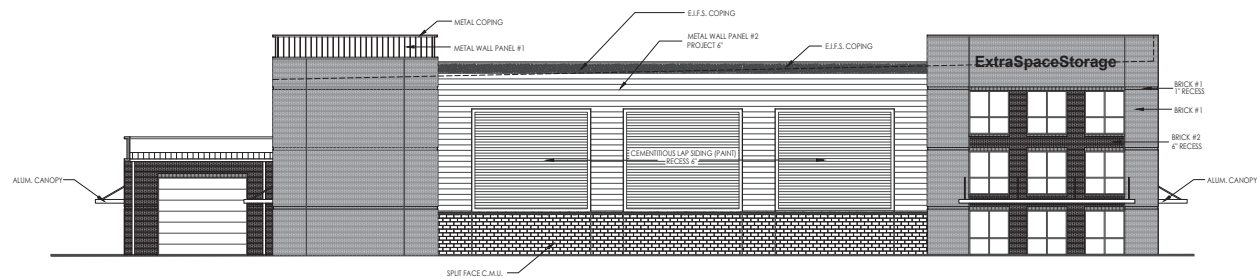 METAL COPING
METAL WALL PANEL #1
E.I.F.S. COPING
METAL WALL PANEL #2
PROJECT 6"
E.I.F.S. COPING
ExtraSpaceStorage
BRICK #1
1" RECESS
BRICK #1
BRICK #2
6" RECESS
CEMENTITIOUS LAP SIDING (PAINT)
RECESS 6"
ALUM. CANOPY
ALUM. CANOPY
SPLIT FACE C.M.U.